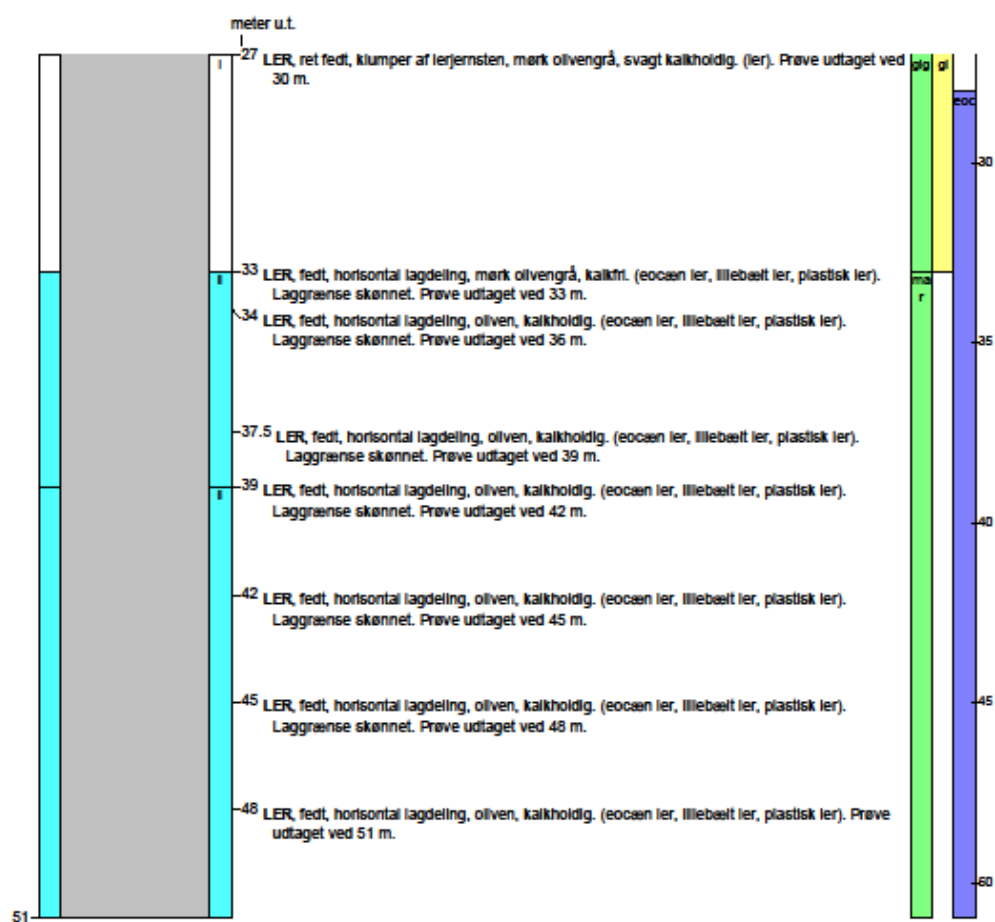 meter u.t.
27 LER, ret fedt, klumper af lerjernsten, mørk olivengrå, svagt kalkholdig. (ler). Prøve udtaget ved
30 m.
l
glg
gl
eoc
30
33 LER, fedt, horisontal lagdeling, mørk olivengrå, kalkfri. (eocæn ler, lillebælt ler, plastisk ler).
Laggrænse skønnet. Prøve udtaget ved 33 m.
ll
ma
r
34 LER, fedt, horisontal lagdeling, oliven, kalkholdig. (eocæn ler, lillebælt ler, plastisk ler).
Laggrænse skønnet. Prøve udtaget ved 36 m.
35
37.5 LER, fedt, horisontal lagdeling, oliven, kalkholdig. (eocæn ler, lillebælt ler, plastisk ler).
Laggrænse skønnet. Prøve udtaget ved 39 m.
39 LER, fedt, horisontal lagdeling, oliven, kalkholdig. (eocæn ler, lillebælt ler, plastisk ler).
Laggrænse skønnet. Prøve udtaget ved 42 m.
ll
40
42 LER, fedt, horisontal lagdeling, oliven, kalkholdig. (eocæn ler, lillebælt ler, plastisk ler).
Laggrænse skønnet. Prøve udtaget ved 45 m.
45 LER, fedt, horisontal lagdeling, oliven, kalkholdig. (eocæn ler, lillebælt ler, plastisk ler).
Laggrænse skønnet. Prøve udtaget ved 48 m.
45
48 LER, fedt, horisontal lagdeling, oliven, kalkholdig. (eocæn ler, lillebælt ler, plastisk ler). Prøve
udtaget ved 51 m.
50
51